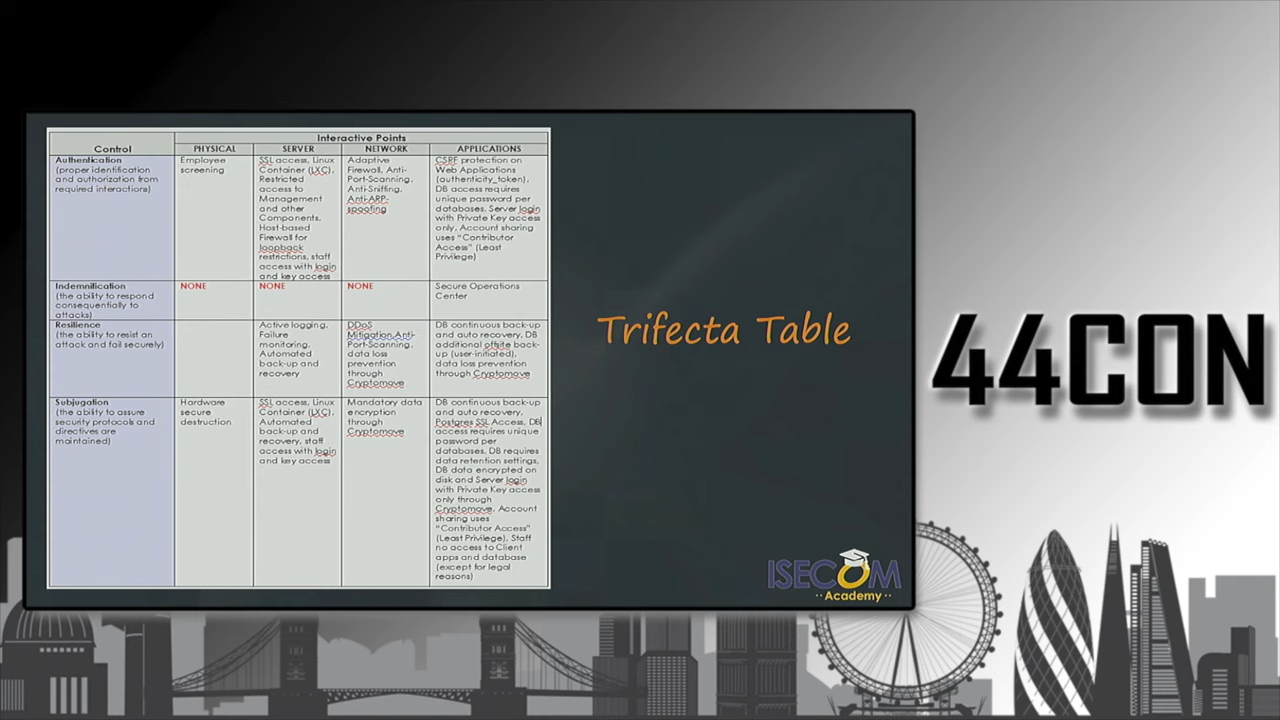 Interactive Points
Control
PHYSICAL
SERVER
NETWORK
APPLICATIONS
Authentication
(proper identification
and authorization from
required interactions)
Employee
screening
SSL access, Linux
Container (LXC),
Restricted
access to
Management
and other
Components,
Host-based
Firewall for
loopback
restrictions, staff
access with login
and key access
Adaptive
Firewall, Anti-
Port-Scanning,
Anti-Sniffing,
Anti-ARP-
spoofing
CSRF protection on
Web Applications
(authenticity_token),
DB access requires
unique password per
databases, Server login
with Private Key access
only, Account sharing
uses "Contributor
Access" (Least
Privilege)
Indemnification
(the ability to respond
consequentially to
attacks)
NONE
NONE
NONE
Secure Operations
Center
Resilience
(the ability to resist an
attack and fail securely)
Active logging,
Failure
monitoring,
Automated
back-up and
recovery
DDoS
Mitigation,Anti-
Port-Scanning,
data loss
prevention
through
Cryptomove
DB continuous back-up
and auto recovery, DB
additional offsite back-
up (user-initiated),
data loss prevention
through Cryptomove
Subjugation
(the ability to assure
security protocols and
directives are
maintained)
Hardware
secure
destruction
SSL access, Linux
Container (LXC),
Automated
back-up and
recovery, staff
access with login
and key access
Mandatory data
encryption
through
Cryptomove
DB continuous back-up
and auto recovery,
Postgres SSL Access, DB
access requires unique
password per
databases, DB requires
data retention settings,
DB data encrypted on
disk and Server login
with Private Key access
only through
Cryptomove, Account
sharing uses
"Contributor Access"
(Least Privilege), Staff
no access to Client
apps and database
(except for legal
reasons)
Trifecta Table
ISECOM
Academy
44CON